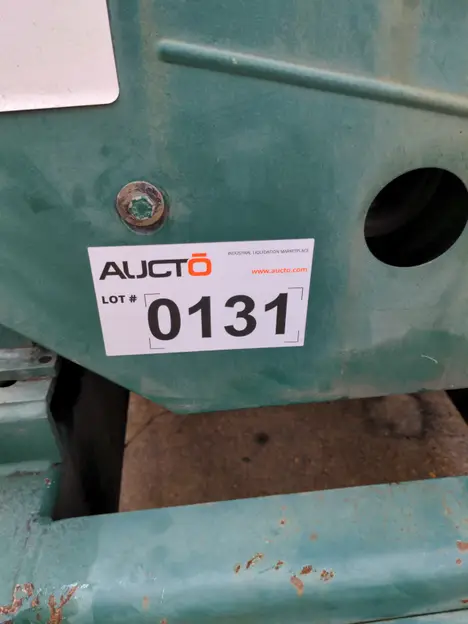 AUCTŌ
INDUSTRIAL LIQUIDATION MARKETPLACE
www.aucto.com
LOT # 0131